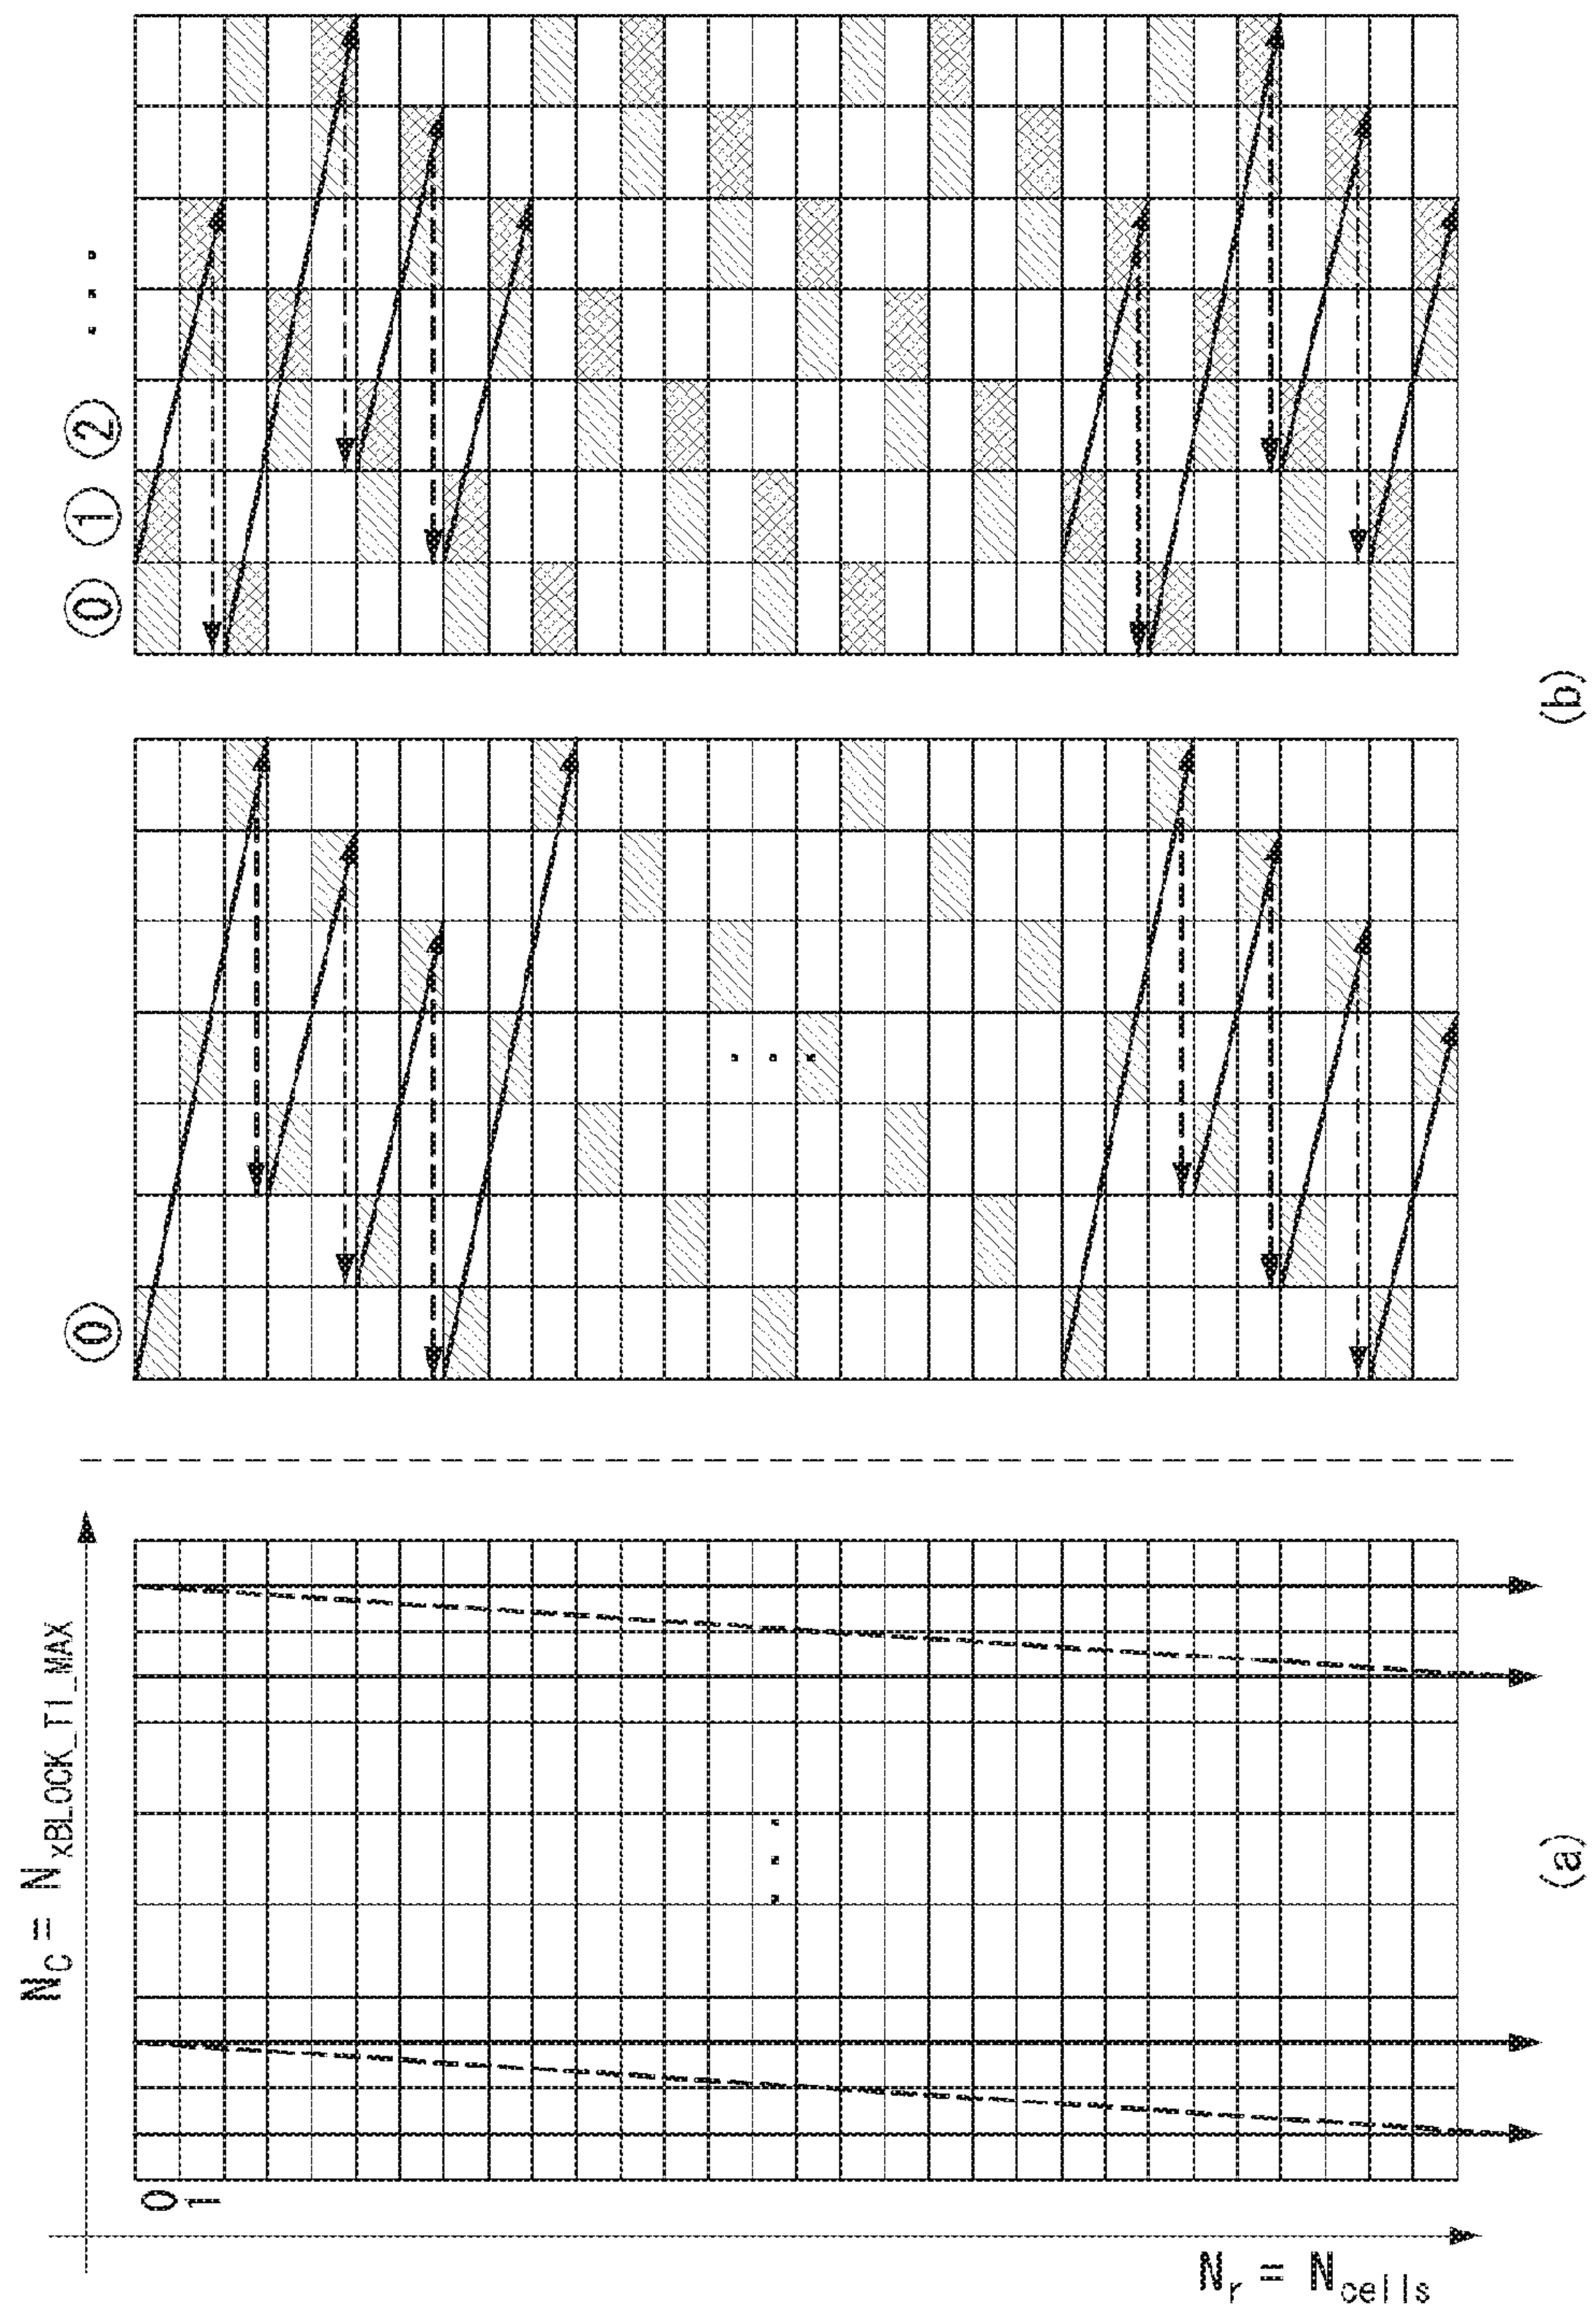 N_C = N_xBLOCK_TI_MAX
0
1
N_r = N_cells
(a)
⓪
⓪ ① ② ...
(b)